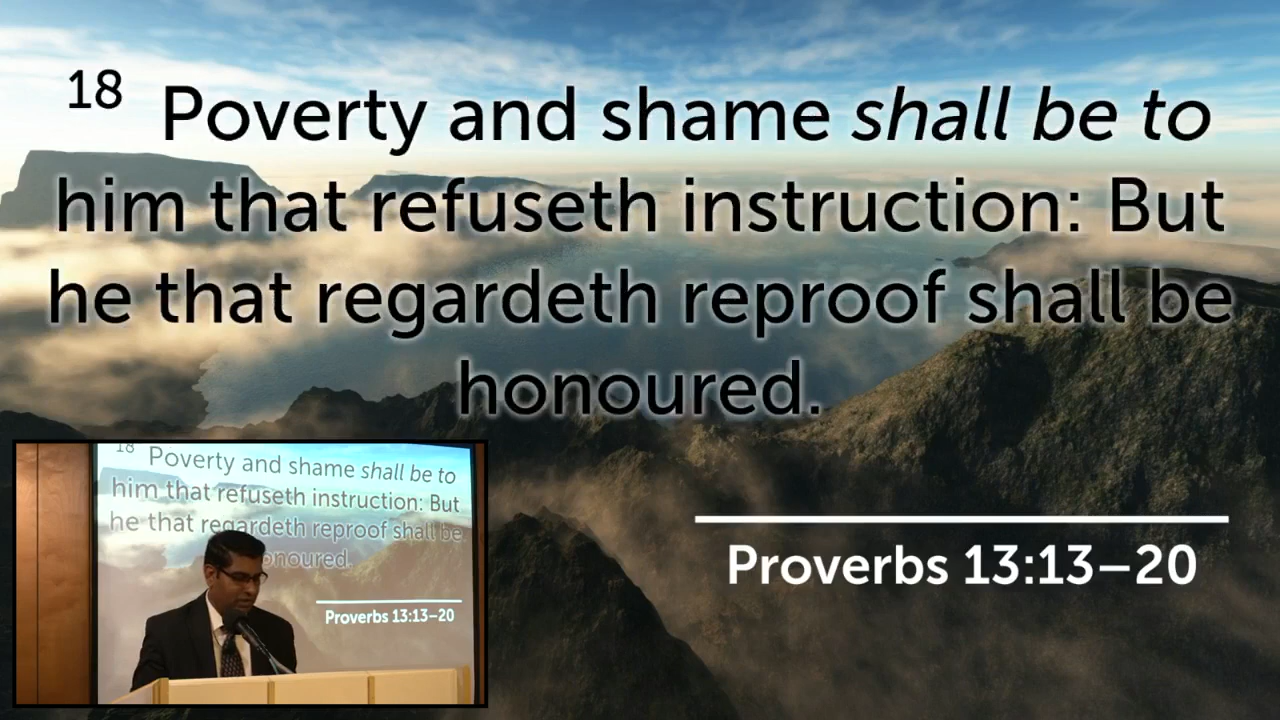 18 Poverty and shame shall be to
him that refuseth instruction: But
he that regardeth reproof shall be
honoured.
Proverbs 13:13–20
18 Poverty and shame shall be to
him that refuseth instruction: But
he that regardeth reproof shall be
onoured.
Proverbs 13:13–20